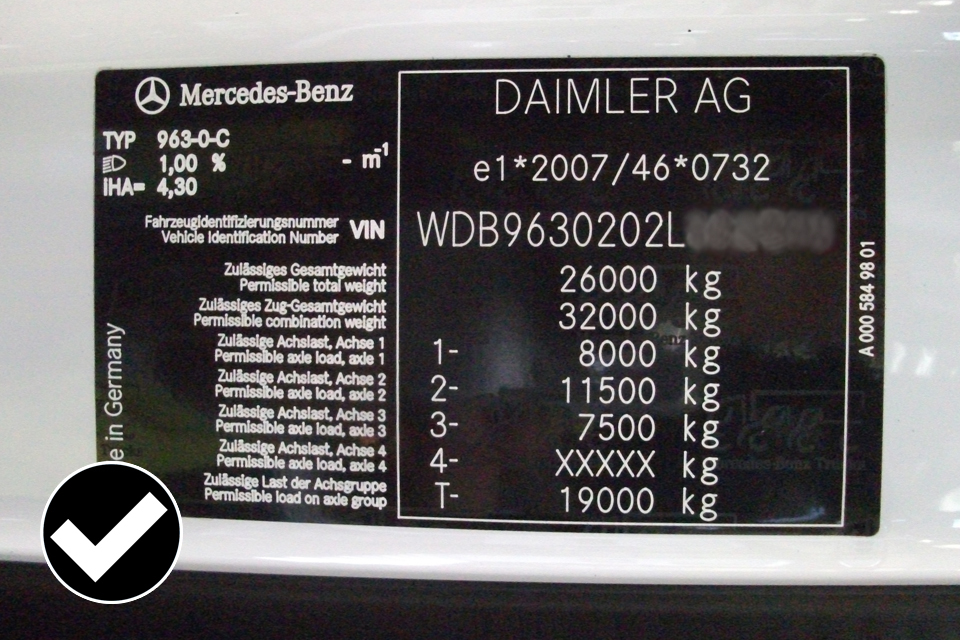 Mercedes-Benz
TYP 963-0-C
1,00 % - m-1
IHA= 4,30
Fahrzeugidentifizierungsnummer
Vehicle Identification Number
VIN
Zulässiges Gesamtgewicht
Permissible total weight
Zulässiges Zug-Gesamtgewicht
Permissible combination weight
Zulässige Achslast, Achse 1
Permissible axle load, axle 1
Zulässige Achslast, Achse 2
Permissible axle load, axle 2
Zulässige Achslast, Achse 3
Permissible axle load, axle 3
Zulässige Achslast, Achse 4
Permissible axle load, axle 4
Zulässige Last der Achsgruppe
Permissible load on axle group
in Germany
DAIMLER AG
e1*2007/46*0732
WDB9630202L
26000 kg
32000 kg
1- 8000 kg
2- 11500 kg
3- 7500 kg
4- XXXXX kg
T- 19000 kg
A 000 584 98 01